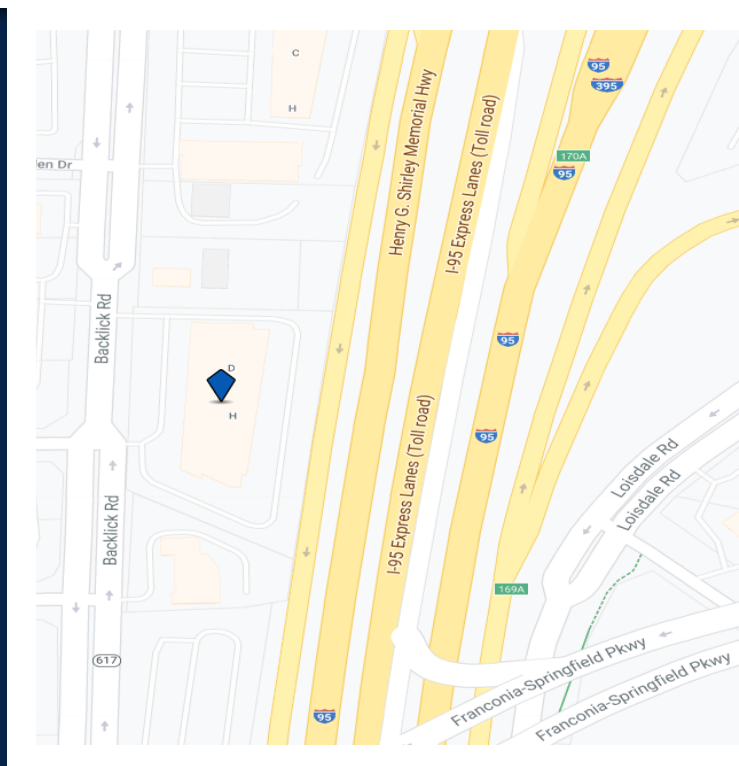 C
H
95
395
170A
95
en Dr
Henry G. Shirley Memorial Hwy
I-95 Express Lanes (Toll road)
Backlick Rd
95
D
H
95
I-95 Express Lanes (Toll road)
Loisdale Rd
Loisdale Rd
Backlick Rd
169A
617
Franconia-Springfield Pkwy
Franconia-Springfield Pkwy
95